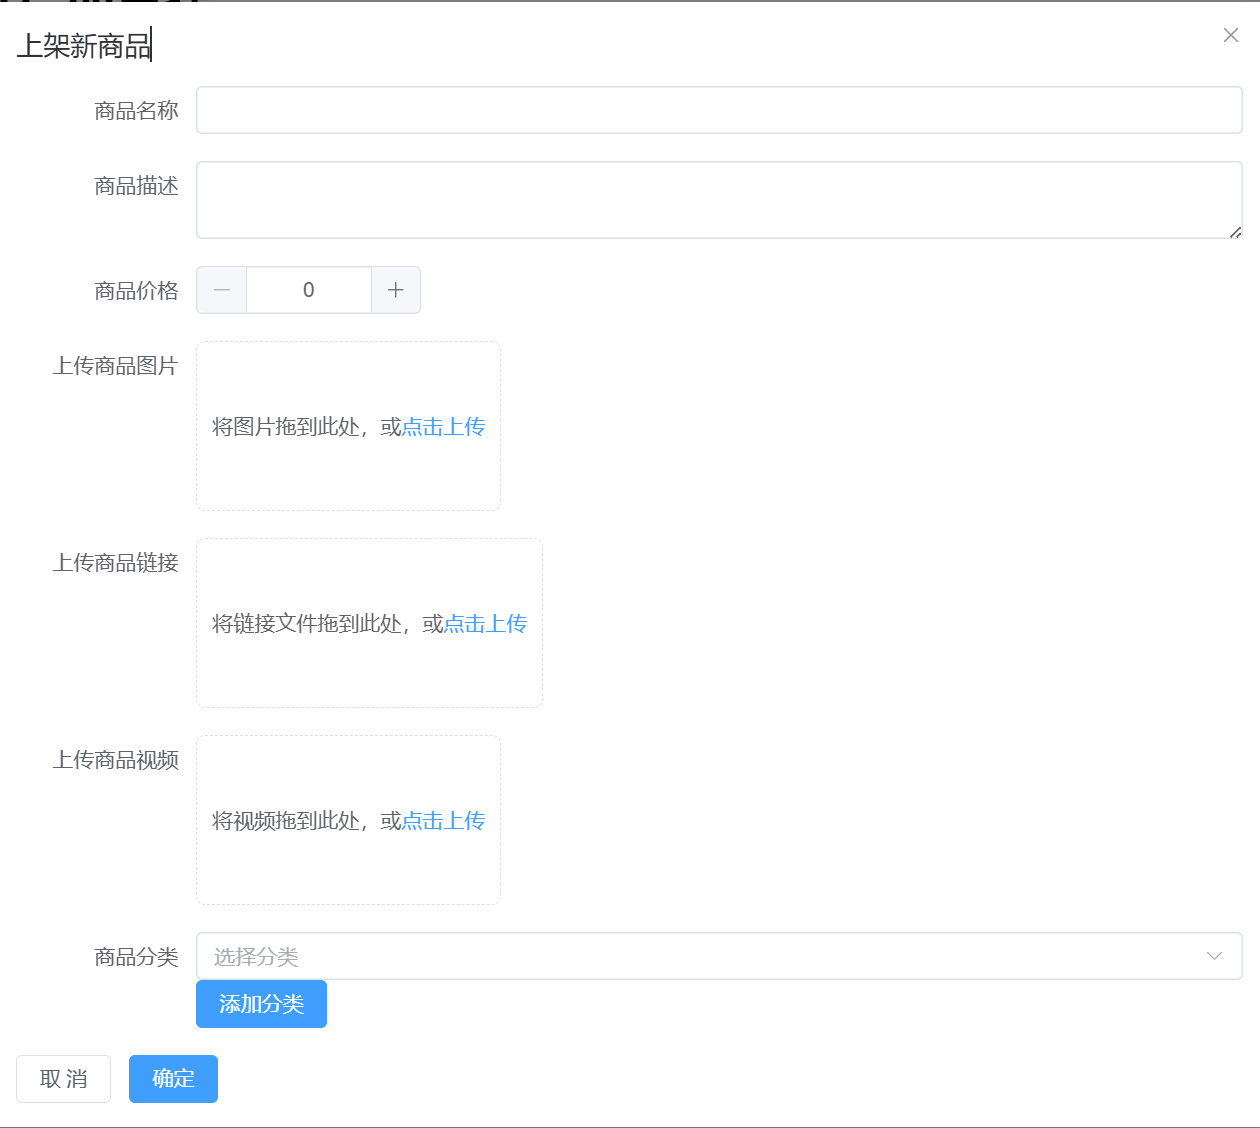 上架新商品
商品名称
商品描述
商品价格
0
上传商品图片
将图片拖到此处，或点击上传
上传商品链接
将链接文件拖到此处，或点击上传
上传商品视频
将视频拖到此处，或点击上传
商品分类
选择分类
添加分类
取 消
确定